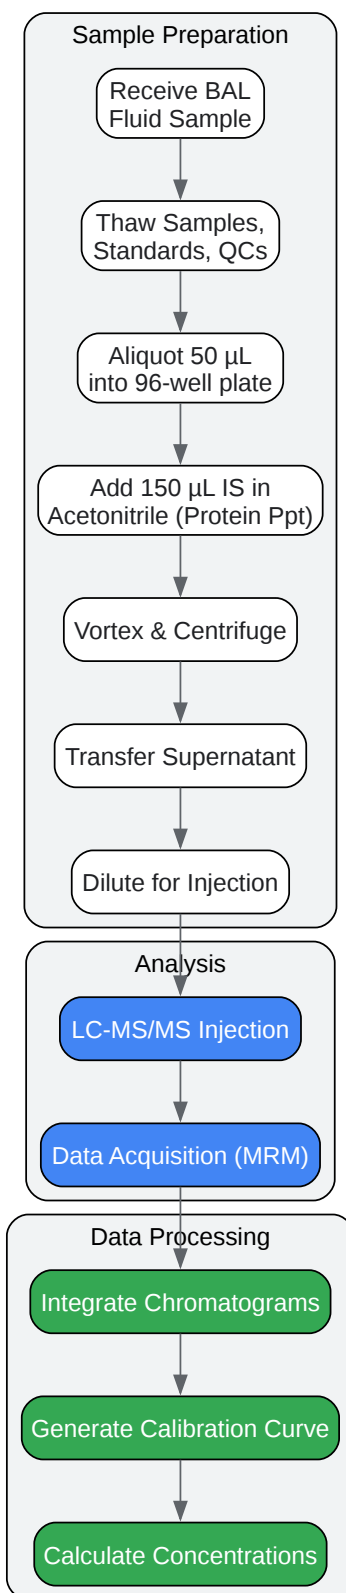 Sample Preparation
Receive BAL
Fluid Sample
Thaw Samples,
Standards, QCs
Aliquot 50 µL
into 96-well plate
Add 150 µL IS in
Acetonitrile (Protein Ppt)
Vortex & Centrifuge
Transfer Supernatant
Dilute for Injection
Analysis
LC-MS/MS Injection
Data Acquisition (MRM)
Data Processing
Integrate Chromatograms
Generate Calibration Curve
Calculate Concentrations